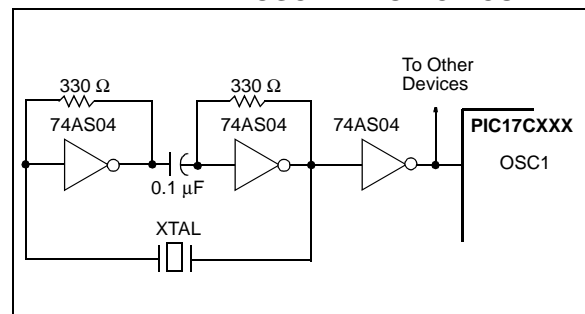 To Other
Devices
330 Ω
330 Ω
74AS04
74AS04
74AS04
PIC17CXXX
OSC1
0.1 µF
XTAL